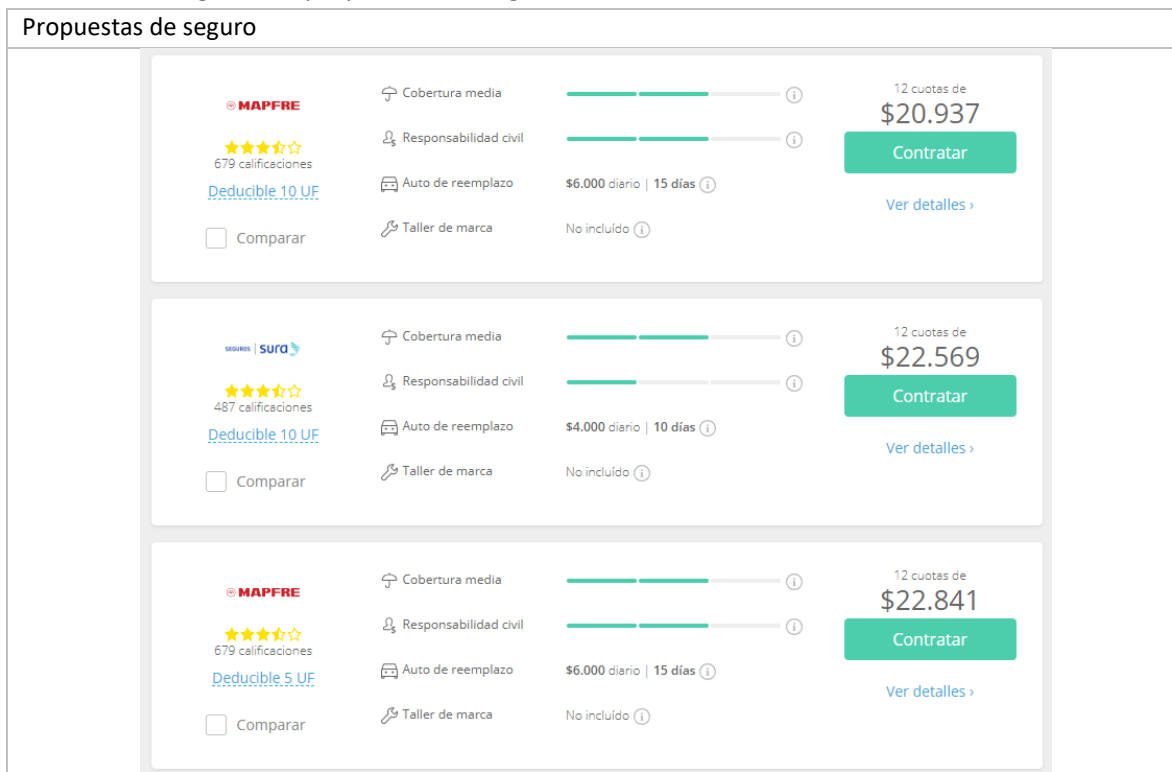 Propuestas de seguro
MAPFRE
679 calificaciones
Deducible 10 UF
Comparar
Cobertura media
Responsabilidad civil
Auto de reemplazo $6.000 diario | 15 días
Taller de marca No incluído
12 cuotas de
$20.937
Contratar
Ver detalles ›
SEGUROS | sura
487 calificaciones
Deducible 10 UF
Comparar
Cobertura media
Responsabilidad civil
Auto de reemplazo $4.000 diario | 10 días
Taller de marca No incluído
12 cuotas de
$22.569
Contratar
Ver detalles ›
MAPFRE
679 calificaciones
Deducible 5 UF
Comparar
Cobertura media
Responsabilidad civil
Auto de reemplazo $6.000 diario | 15 días
Taller de marca No incluído
12 cuotas de
$22.841
Contratar
Ver detalles ›